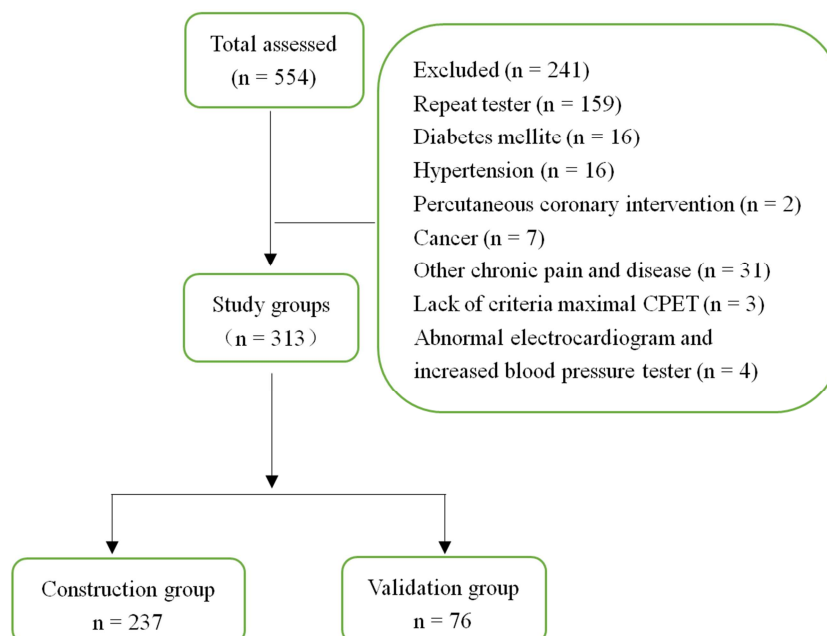 Total assessed
(n = 554)
Excluded (n = 241)
Repeat tester (n = 159)
Diabetes mellite (n = 16)
Hypertension (n = 16)
Percutaneous coronary intervention (n = 2)
Cancer (n = 7)
Other chronic pain and disease (n = 31)
Lack of criteria maximal CPET (n = 3)
Abnormal electrocardiogram and
increased blood pressure tester (n = 4)
Study groups
（n = 313）
Construction group
n = 237
Validation group
n = 76